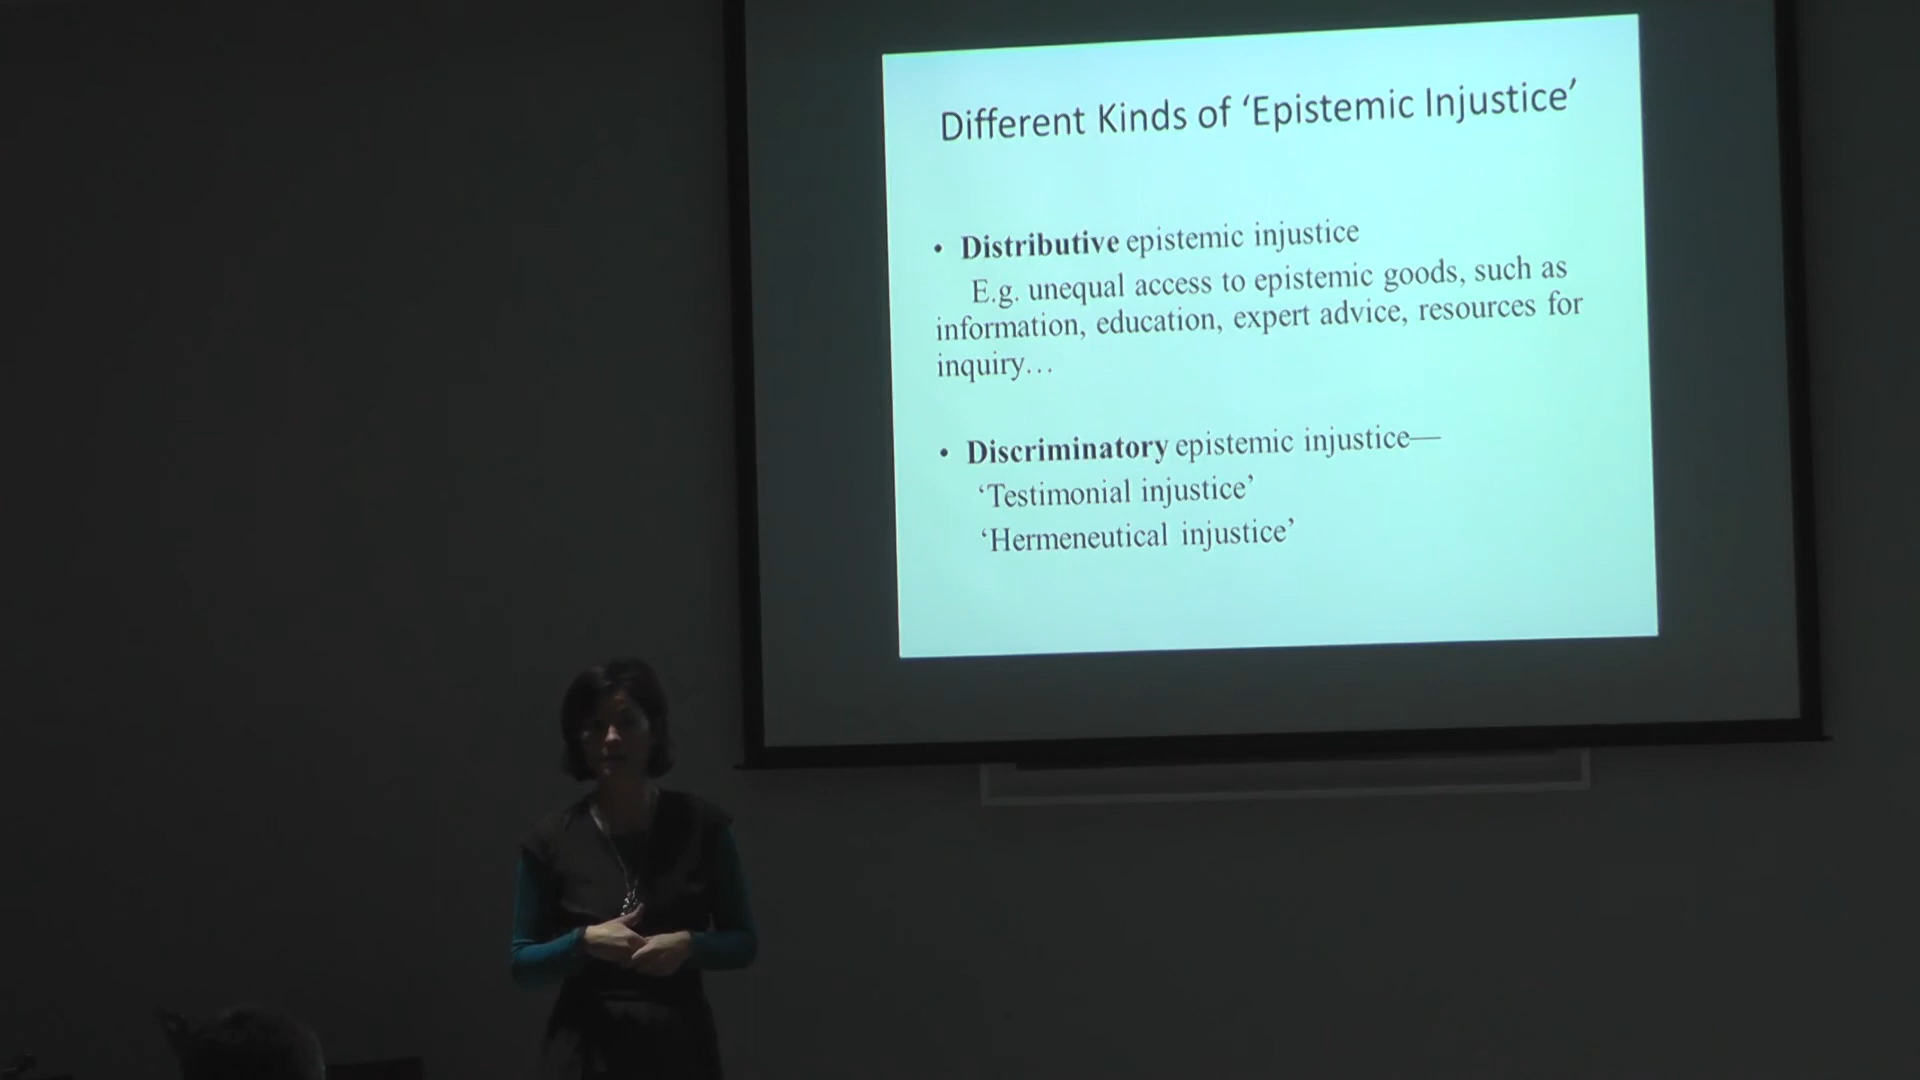 Different Kinds of ‘Epistemic Injustice’
• Distributive epistemic injustice
E.g. unequal access to epistemic goods, such as
information, education, expert advice, resources for
inquiry…
• Discriminatory epistemic injustice—
‘Testimonial injustice’
‘Hermeneutical injustice’